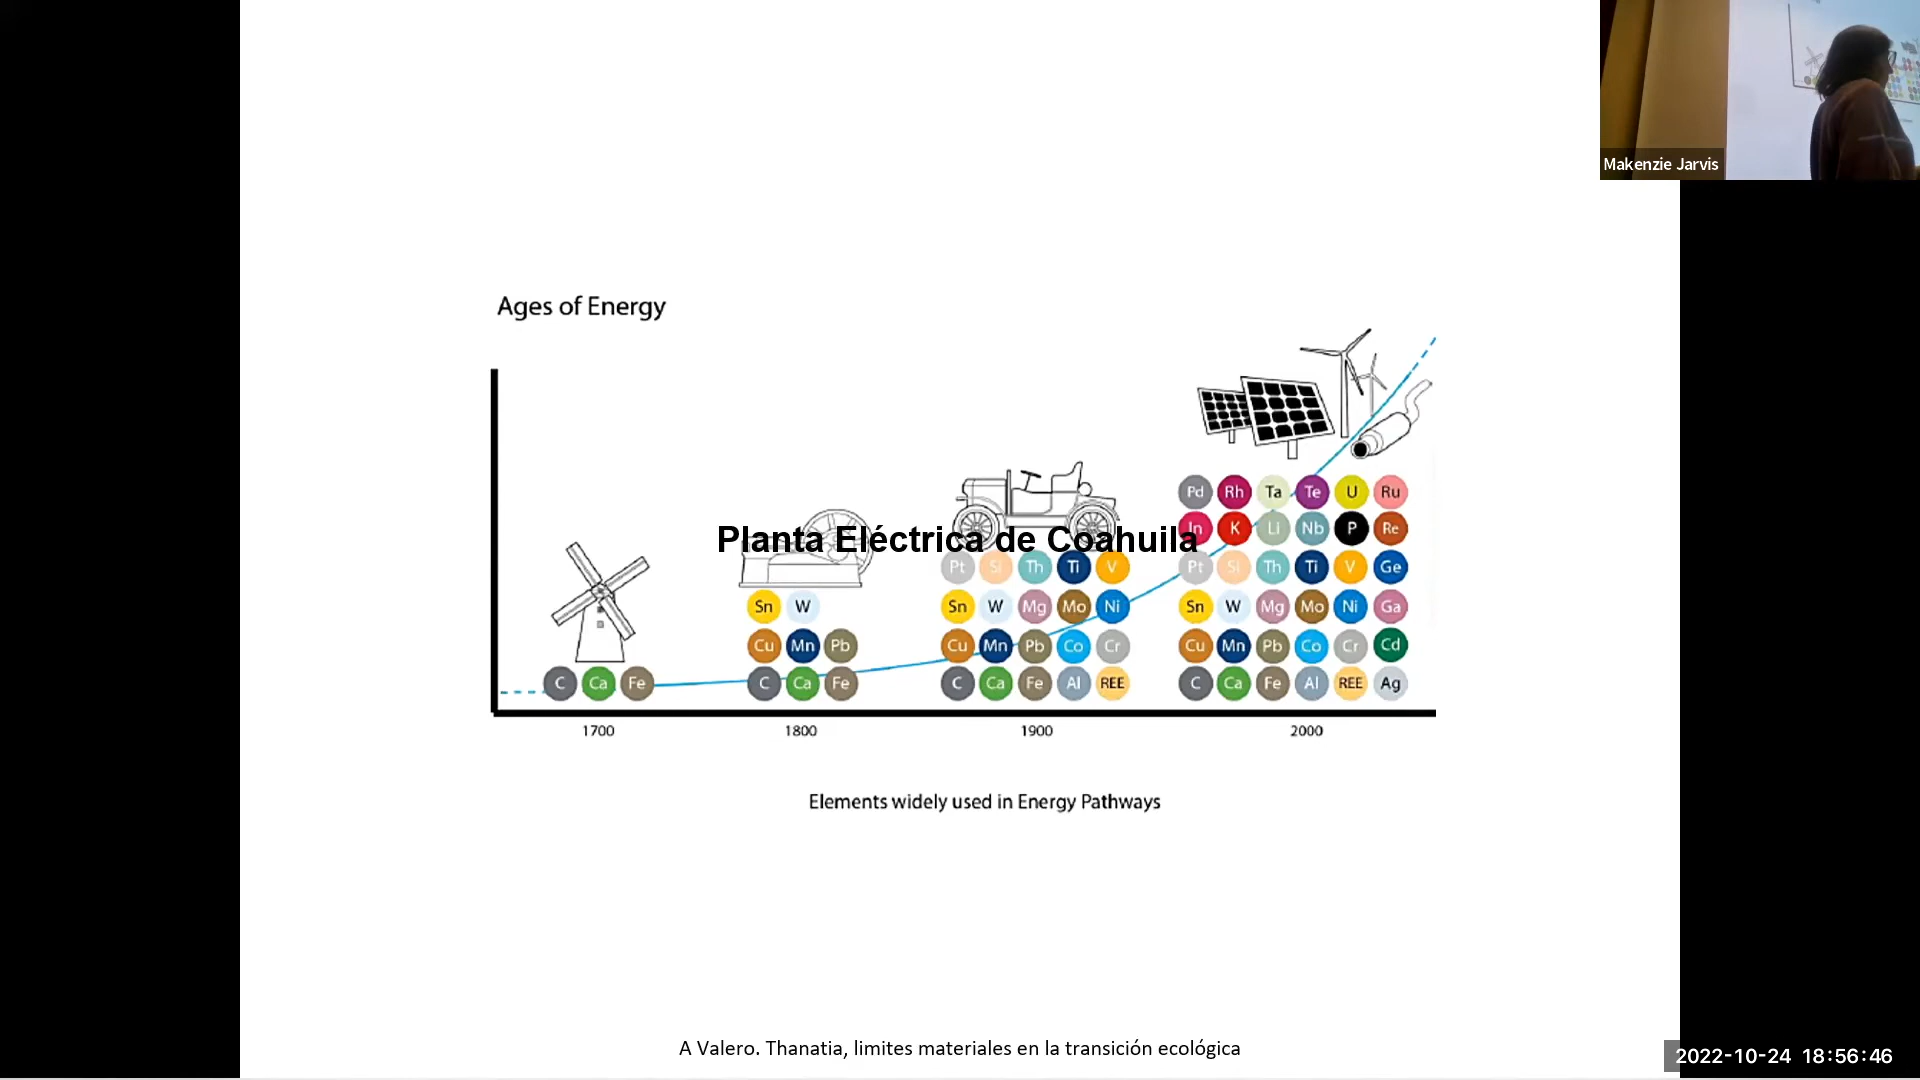 Makenzie Jarvis
Ages of Energy
Pd Rh Ta Te U Ru
In K Li Nb P Re
Planta Eléctrica de Coahuila
Pt Si Th Ti V Pt Si Th Ti V Ge
Sn W Sn W Mg Mo Ni Sn W Mg Mo Ni Ga
Cu Mn Pb Cu Mn Pb Co Cr Cu Mn Pb Co Cr Cd
C Ca Fe C Ca Fe C Ca Fe Al REE C Ca Fe Al REE Ag
1700 1800 1900 2000
Elements widely used in Energy Pathways
A Valero. Thanatia, limites materiales en la transición ecológica
2022-10-24 18:56:46